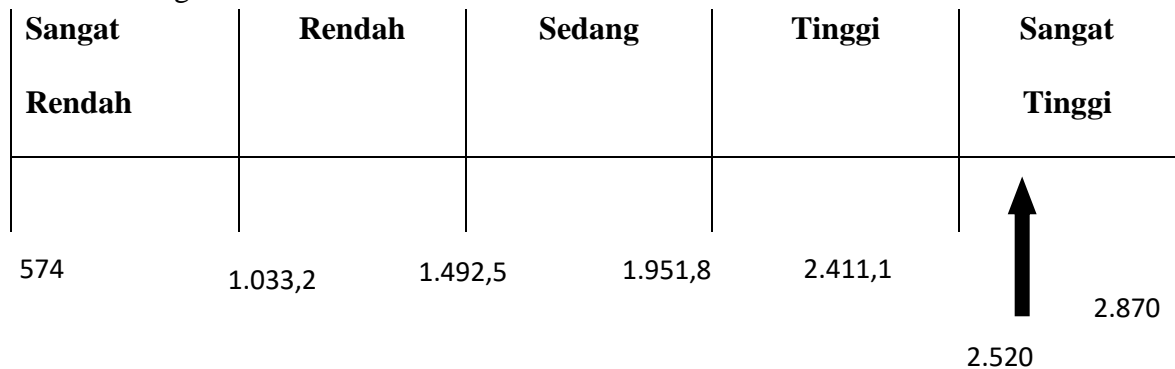 Sangat Rendah Sedang Tinggi Sangat
Rendah Tinggi
574 1.033,2 1.492,5 1.951,8 2.411,1
2.870
2.520